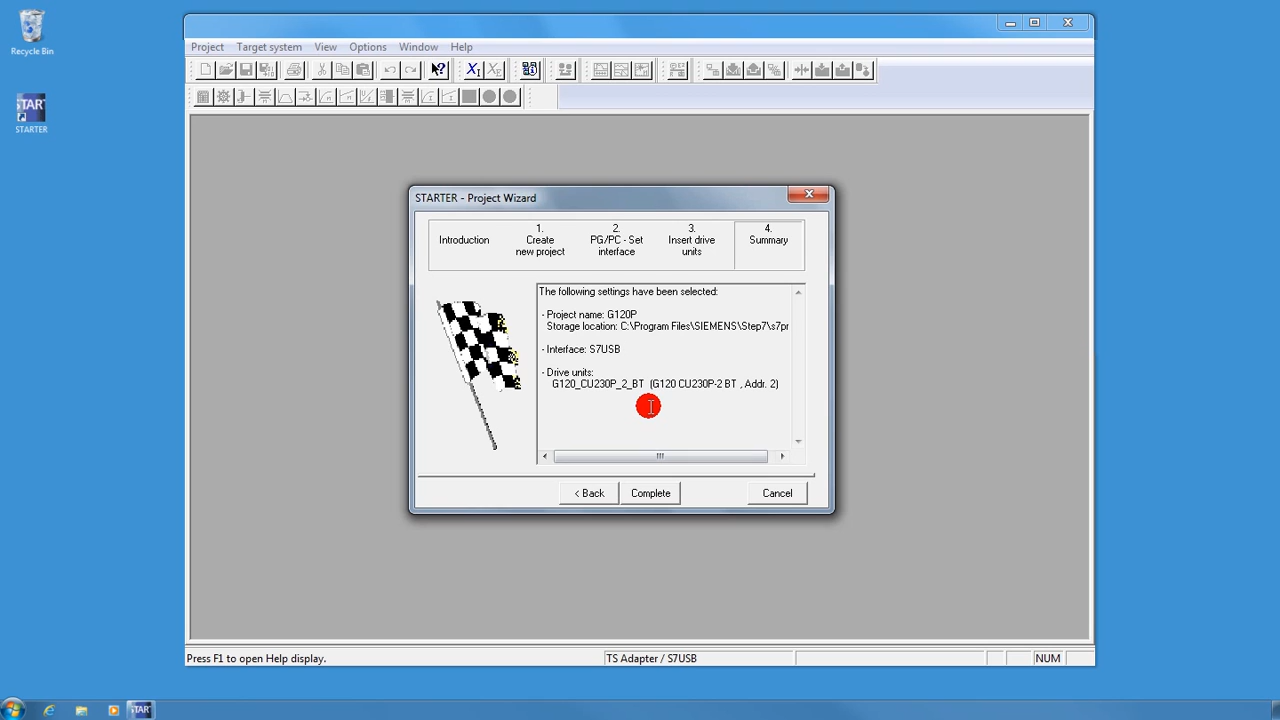 Recycle Bin
STARTER
Project Target system View Options Window Help
STARTER - Project Wizard
Introduction
1.
Create
new project
2.
PG/PC - Set
interface
3.
Insert drive
units
4.
Summary
The following settings have been selected:
- Project name: G120P
Storage location: C:\Program Files\SIEMENS\Step7\s7pr
- Interface: S7USB
- Drive units:
G120_CU230P_2_BT (G120 CU230P-2 BT , Addr. 2)
< Back Complete Cancel
Press F1 to open Help display. TS Adapter / S7USB NUM